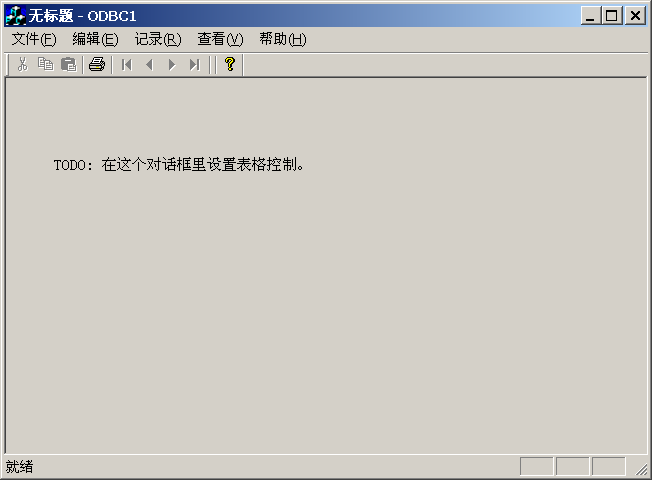 无标题 - ODBC1
文件(F) 编辑(E) 记录(R) 查看(V) 帮助(H)
TODO: 在这个对话框里设置表格控制。
就绪